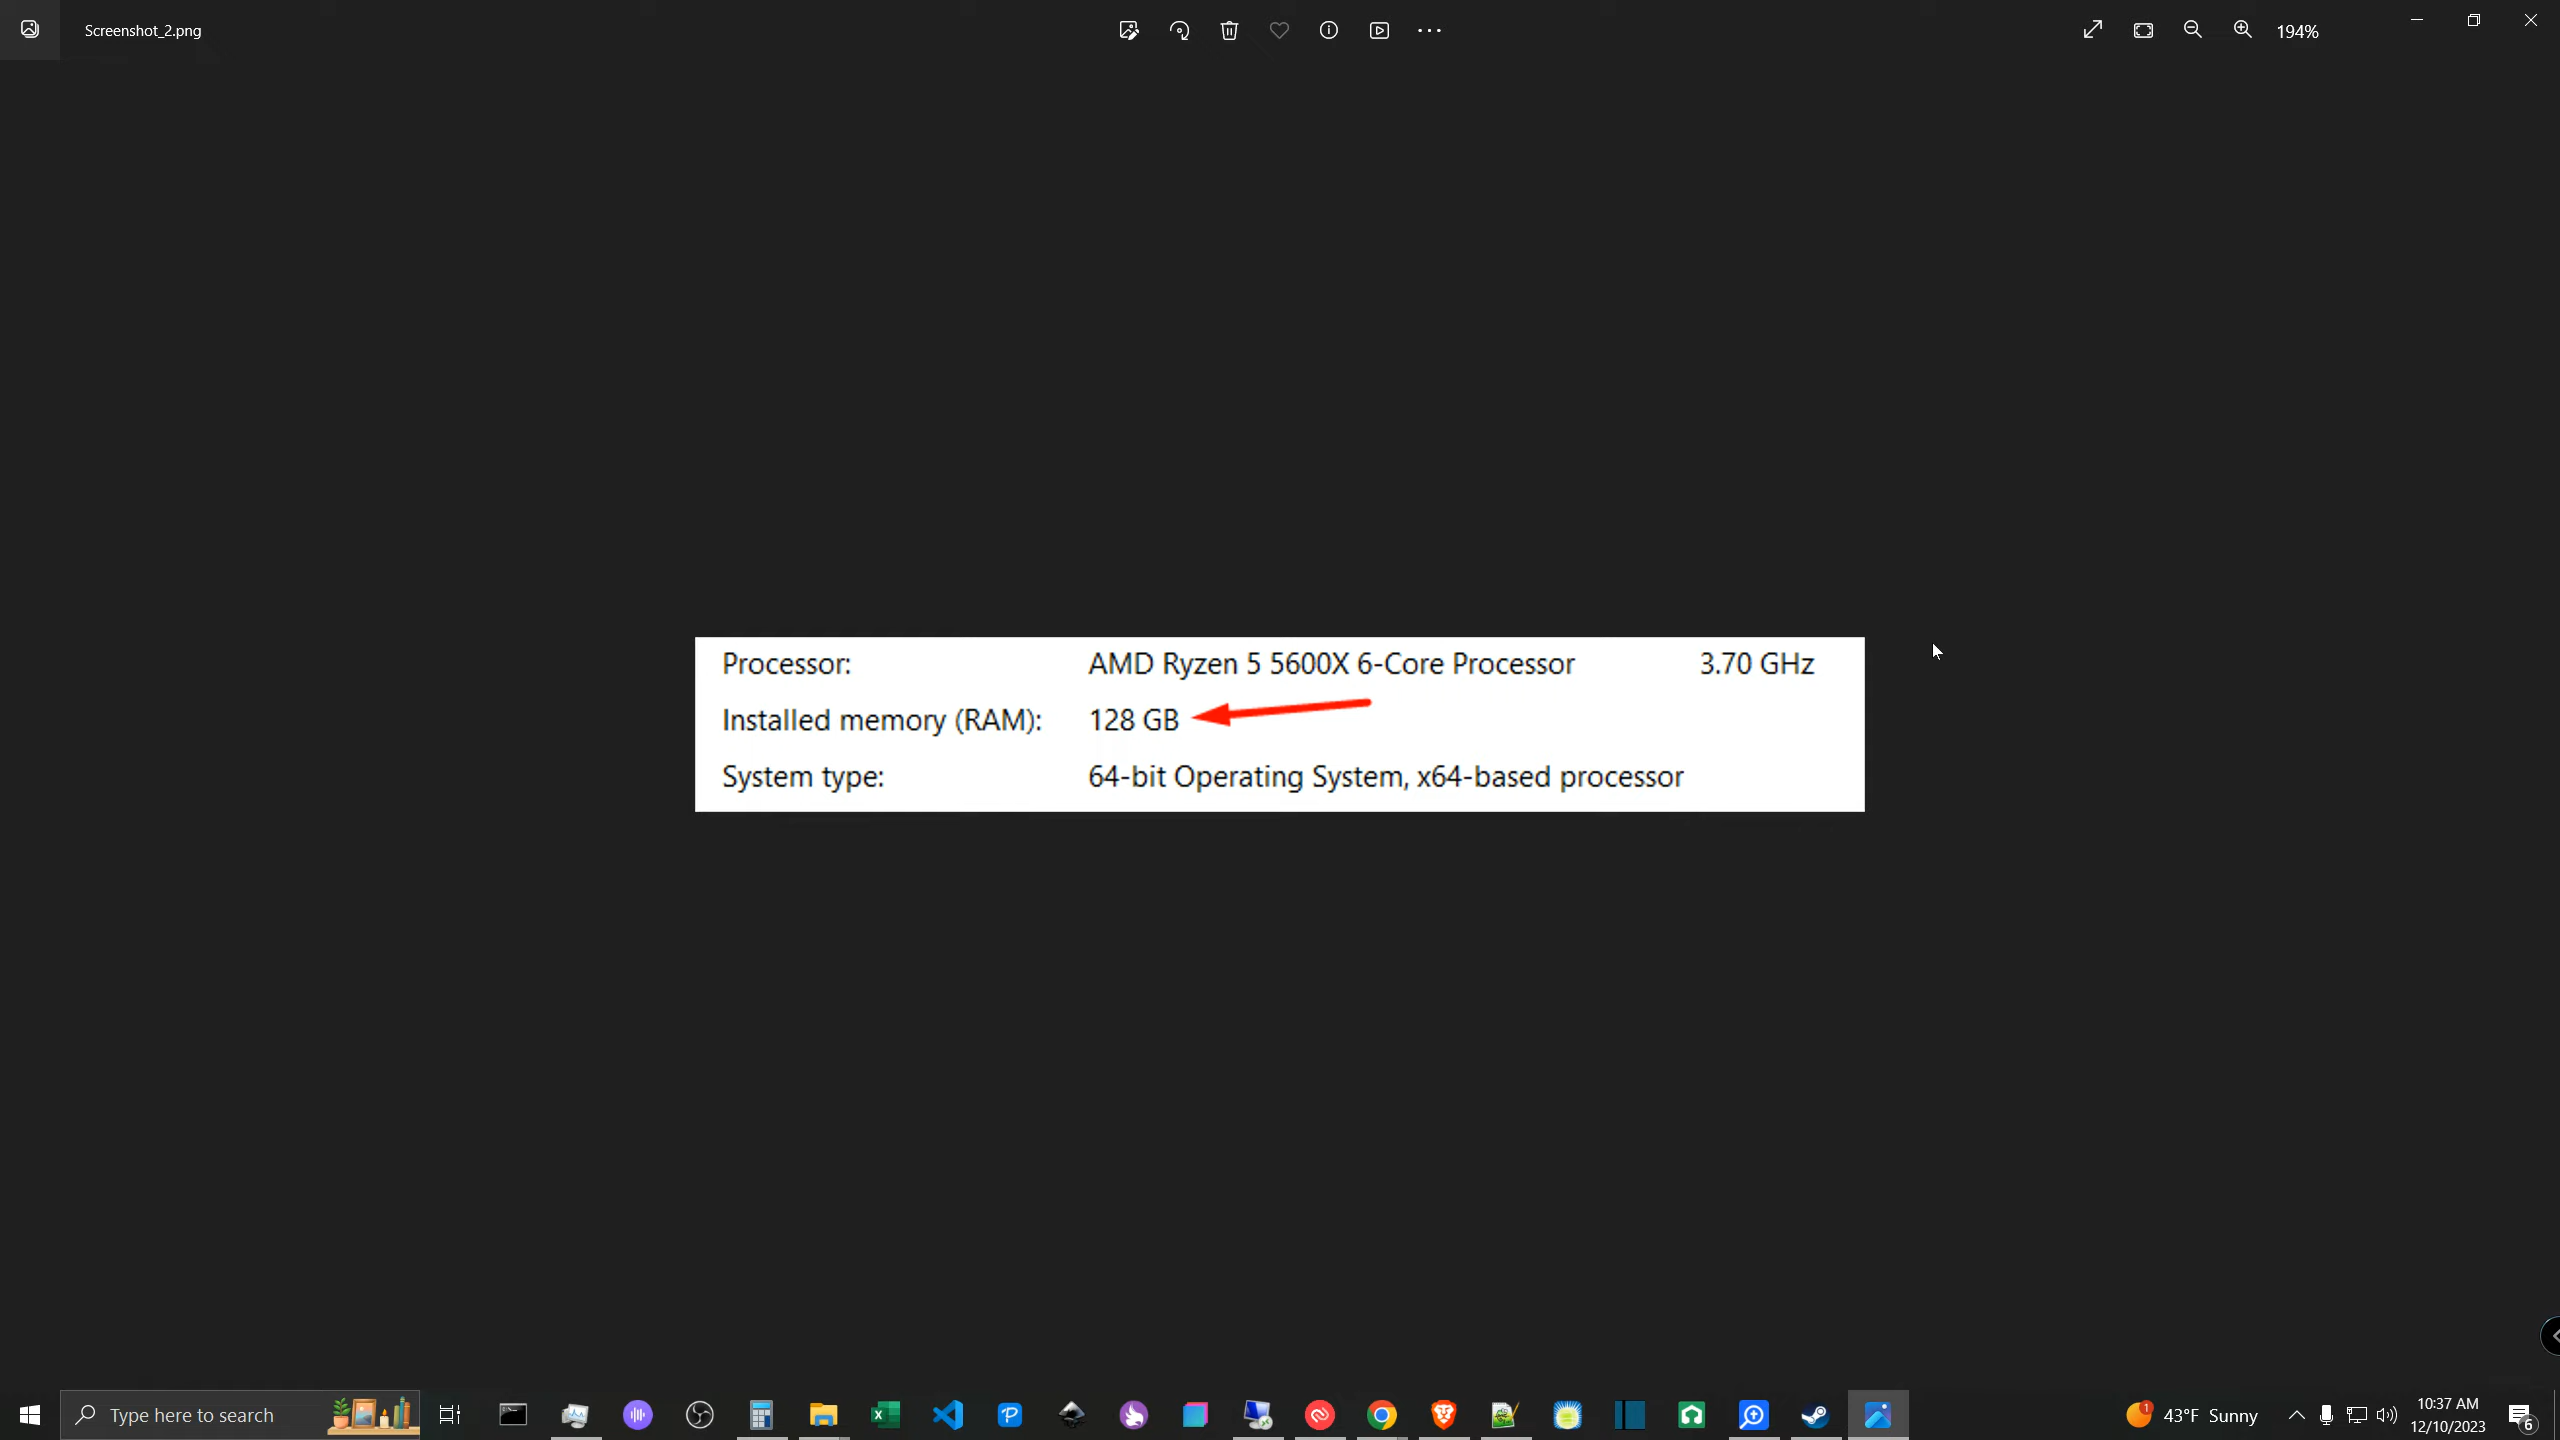 Screenshot_2.png
194%
Processor: AMD Ryzen 5 5600X 6-Core Processor 3.70 GHz
Installed memory (RAM): 128 GB
System type: 64-bit Operating System, x64-based processor
Type here to search
1
43°F Sunny
10:37 AM
12/10/2023
6